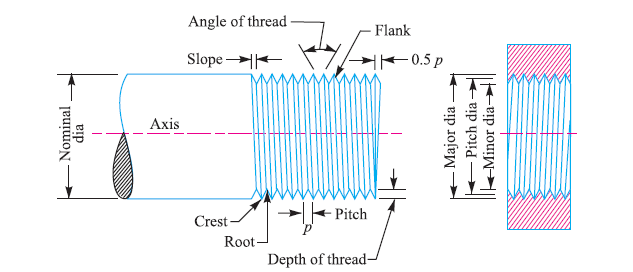 Angle of thread
Flank
Slope
0.5 p
Nominal
dia
Axis
Major dia
Pitch dia
Minor dia
Crest
Pitch
p
Root
Depth of thread